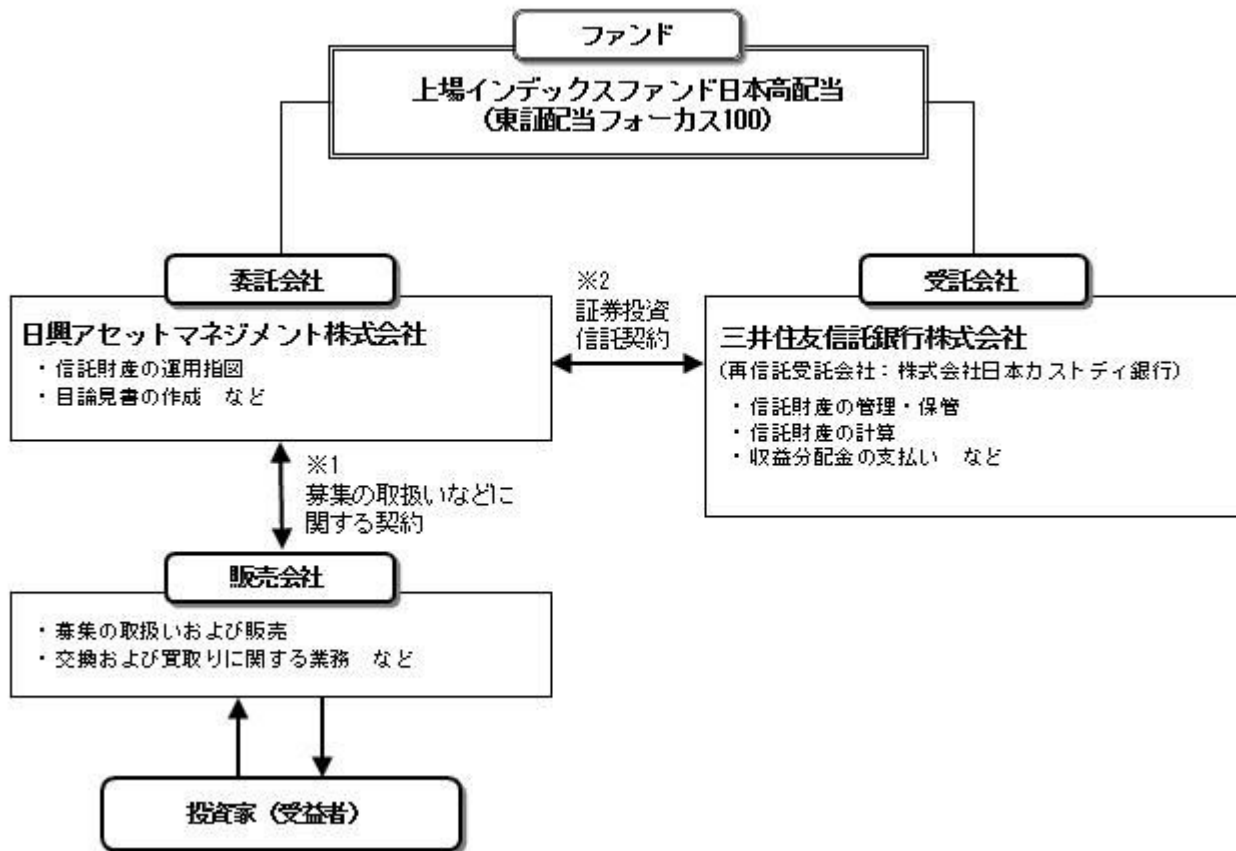 ファンド
上場インデックスファンド日本高配当
(東証配当フォーカス100)
委託会社
日興アセットマネジメント株式会社
・信託財産の運用指図
・目論見書の作成 など
※2
証券投資
信託契約
受託会社
三井住友信託銀行株式会社
(再信託受託会社:株式会社日本カストディ銀行)
・信託財産の管理・保管
・信託財産の計算
・収益分配金の支払い など
※1
募集の取扱いなどに
関する契約
販売会社
・募集の取扱いおよび販売
・交換および買取りに関する業務 など
投資家(受益者)